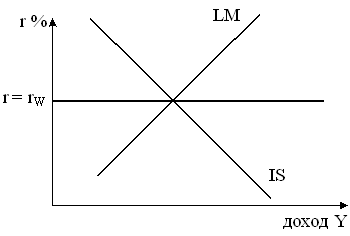 r %
LM
r = rw
IS
доход Y